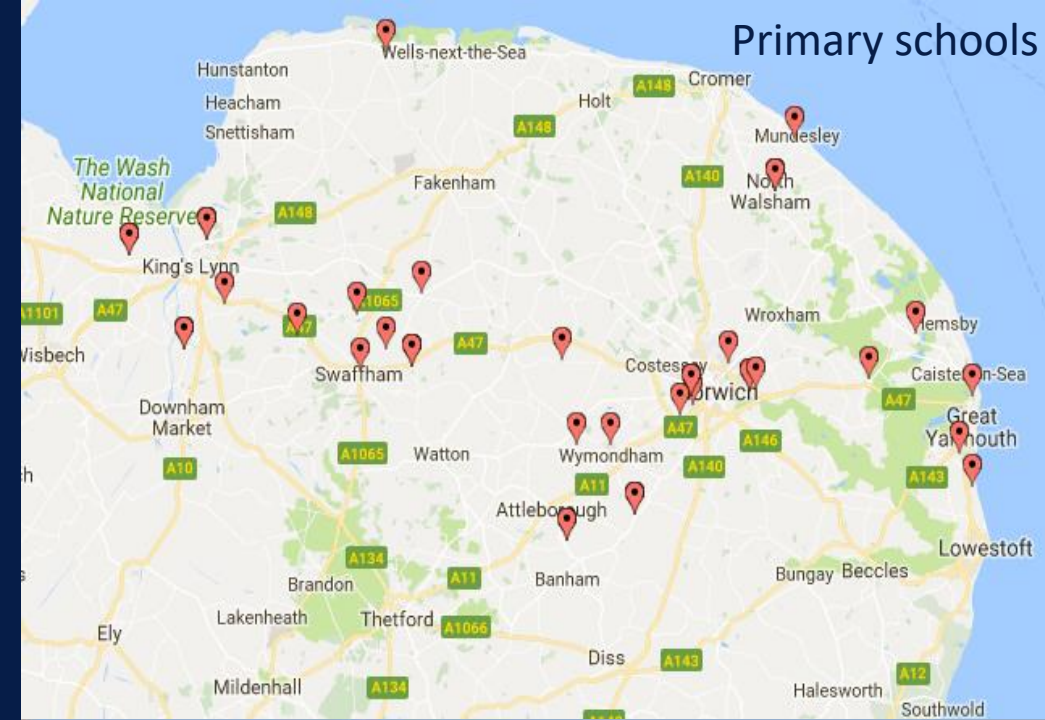 Primary schools
Wells-next-the-Sea
Hunstanton
Cromer
A148
Heacham
Holt
Snettisham
A148
Mundesley
The Wash
National
Nature Reserve
A140
North
Walsham
Fakenham
A148
King's Lynn
A1065
A1101
A47
A47
Wroxham
Hemsby
A47
Wisbech
Swaffham
Costessey
Norwich
Caister-on-Sea
A47
Downham
Market
Great
Yarmouth
A47
A146
A1065
Watton
Wymondham
A10
A140
A143
A11
Attleborough
Lowestoft
A134
Brandon
A11
Banham
Bungay
Beccles
Lakenheath
Thetford
A1066
Ely
Diss
A143
A12
Mildenhall
A134
Halesworth
Southwold